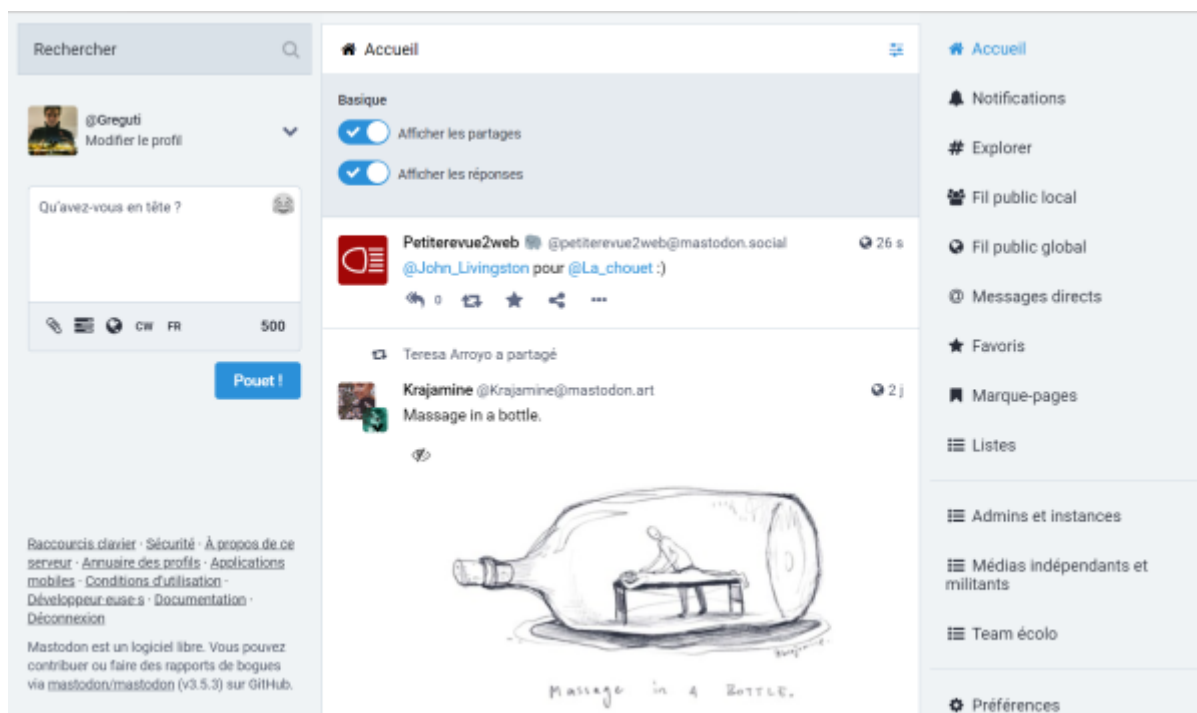 Rechercher
@Greguti
Modifier le profil
Qu'avez-vous en tête ?
CW FR 500
Pouet !
Raccourcis clavier · Sécurité · À propos de ce
serveur · Annuaire des profils · Applications
mobiles · Conditions d'utilisation ·
Développeur·euse·s · Documentation ·
Déconnexion
Mastodon est un logiciel libre. Vous pouvez
contribuer ou faire des rapports de bogues
via mastodon/mastodon (v3.5.3) sur GitHub.
Accueil
Basique
Afficher les partages
Afficher les réponses
Petiterevue2web @petiterevue2web@mastodon.social 26 s
@John_Livingston pour @La_chouet :)
0
Teresa Arroyo a partagé
Krajamine @Krajamine@mastodon.art 2 j
Massage in a bottle.
Massage in a BOTTLE.
Accueil
Notifications
# Explorer
Fil public local
Fil public global
@ Messages directs
Favoris
Marque-pages
Listes
Admins et instances
Médias indépendants et
militants
Team écolo
Préférences